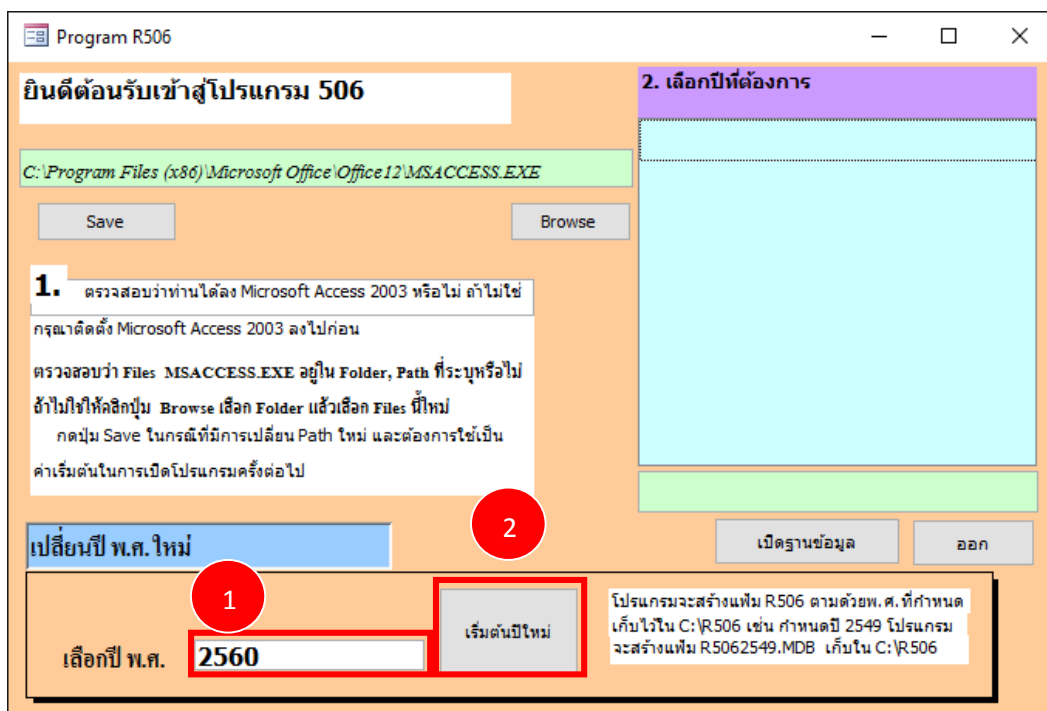 Program R506
ยินดีต้อนรับเข้าสู่โปรแกรม 506
C:\Program Files (x86)\Microsoft Office\Office12\MSACCESS.EXE
Save
Browse
1. ตรวจสอบว่าท่านได้ลง Microsoft Access 2003 หรือไม่ ถ้าไม่ใช่
กรุณาติดตั้ง Microsoft Access 2003 ลงไปก่อน
ตรวจสอบว่า Files MSACCESS.EXE อยู่ใน Folder, Path ที่ระบุหรือไม่
ถ้าไม่ใช่ให้คลิกปุ่ม Browse เลือก Folder แล้วเลือก Files นี้ใหม่
กดปุ่ม Save ในกรณีที่มีการเปลี่ยน Path ใหม่ และต้องการใช้เป็น
ค่าเริ่มต้นในการเปิดโปรแกรมครั้งต่อไป
2. เลือกปีที่ต้องการ
เปิดฐานข้อมูล
ออก
เปลี่ยนปี พ.ศ. ใหม่
1
2
เลือกปี พ.ศ.
2560
เริ่มต้นปีใหม่
โปรแกรมจะสร้างแฟ้ม R506 ตามด้วยพ.ศ. ที่กำหนด
เก็บไว้ใน C:\R506 เช่น กำหนดปี 2549 โปรแกรม
จะสร้างแฟ้ม R5062549.MDB เก็บใน C:\R506